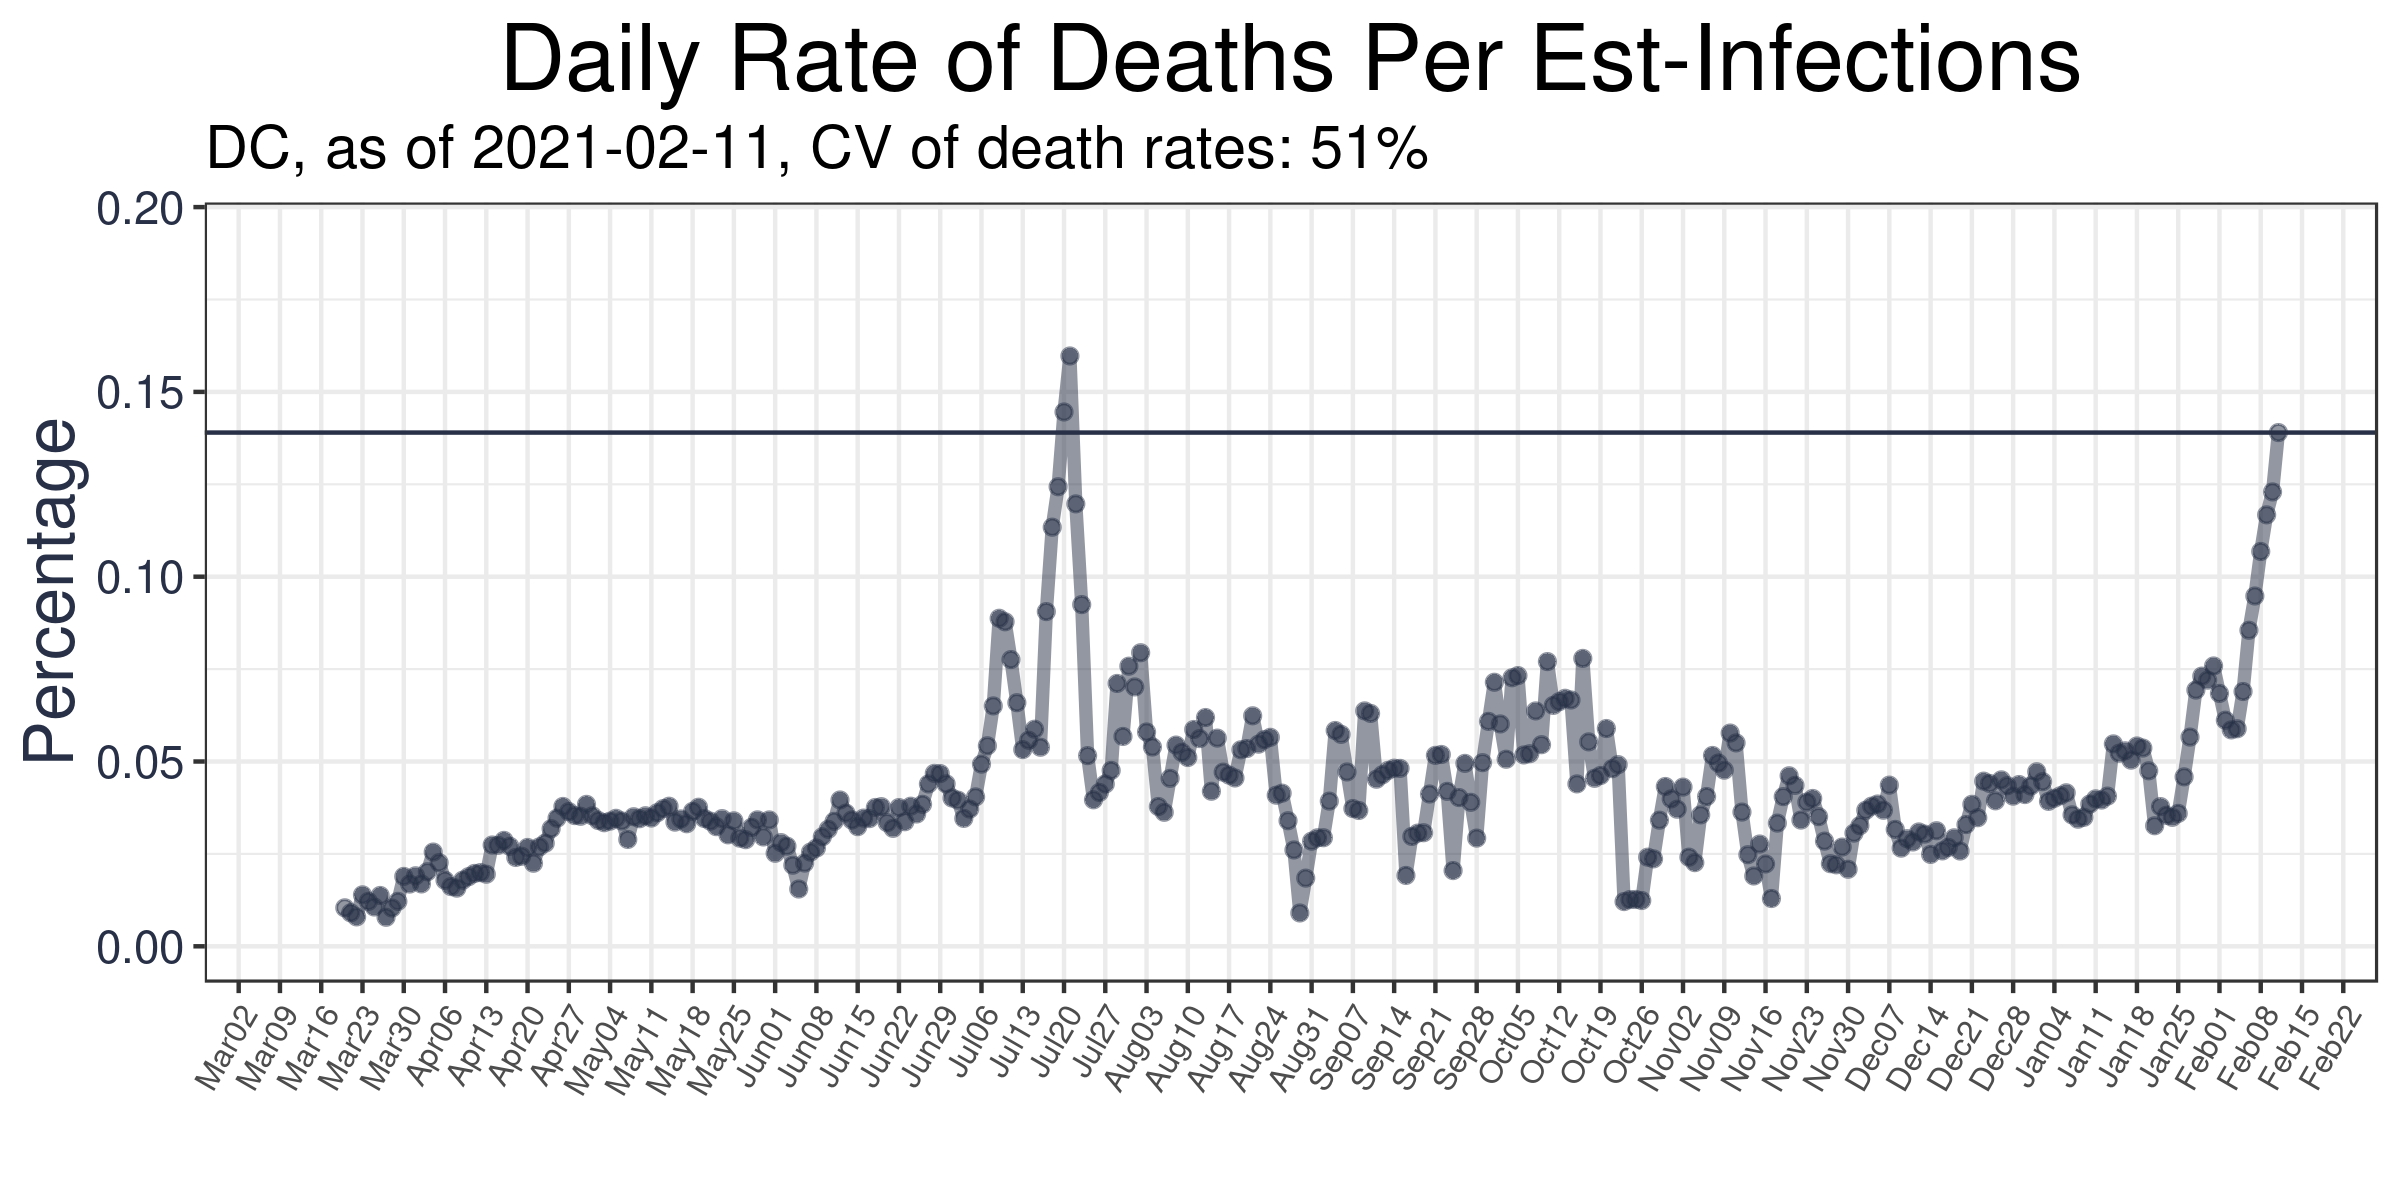 Daily Rate of Deaths Per Est-Infections
DC, as of 2021-02-11, CV of death rates: 51%
Percentage
0.20
0.15
0.10
0.05
0.00
Mar02
Mar09
Mar16
Mar23
Mar30
Apr06
Apr13
Apr20
Apr27
May04
May11
May18
May25
Jun01
Jun08
Jun15
Jun22
Jun29
Jul06
Jul13
Jul20
Jul27
Aug03
Aug10
Aug17
Aug24
Aug31
Sep07
Sep14
Sep21
Sep28
Oct05
Oct12
Oct19
Oct26
Nov02
Nov09
Nov16
Nov23
Nov30
Dec07
Dec14
Dec21
Dec28
Jan04
Jan11
Jan18
Jan25
Feb01
Feb08
Feb15
Feb22